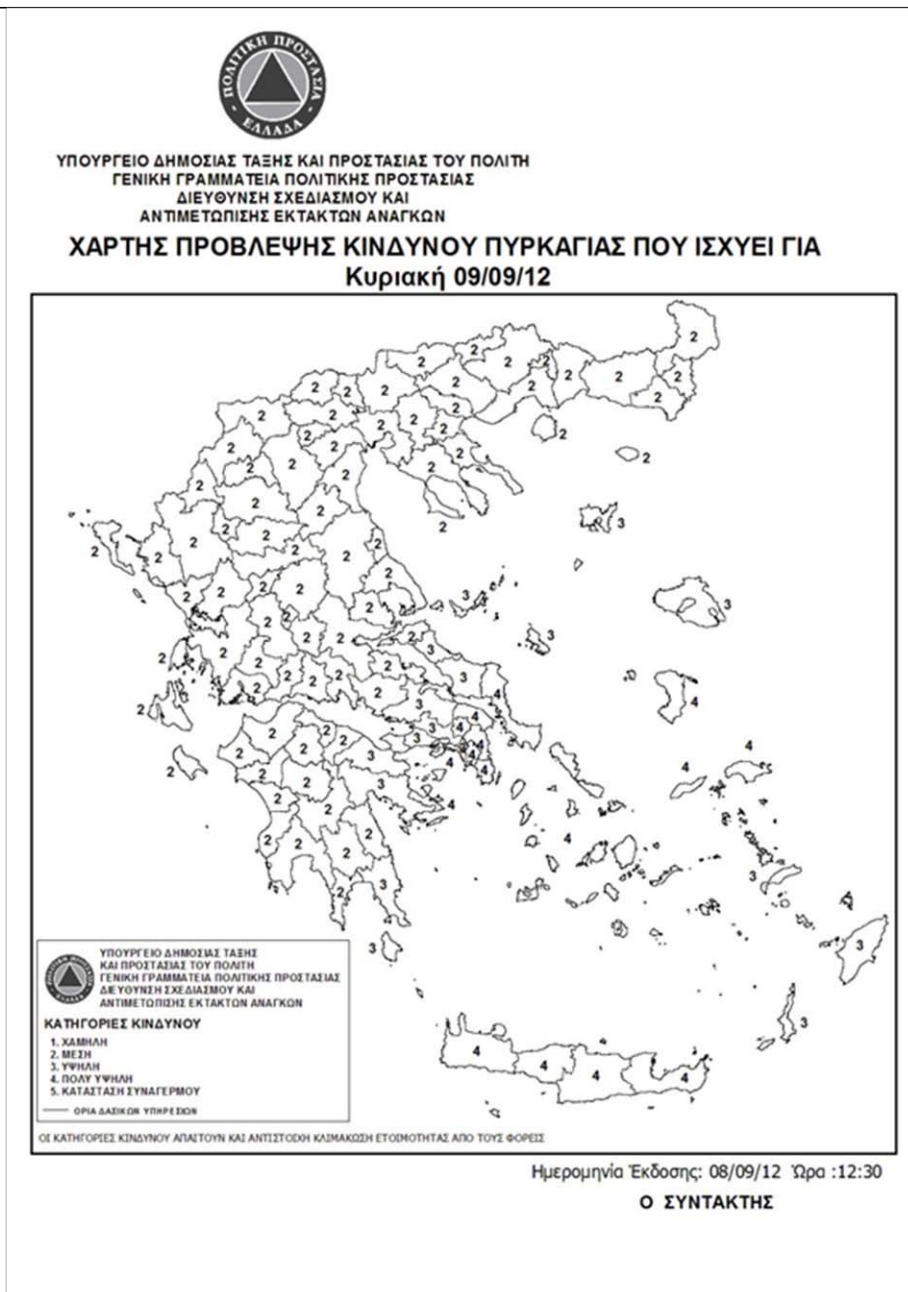 ΠΟΛΙΤΙΚΗ ΠΡΟΣΤΑΣΙΑ
ΕΛΛΑΔΑ
ΥΠΟΥΡΓΕΙΟ ΔΗΜΟΣΙΑΣ ΤΑΞΗΣ ΚΑΙ ΠΡΟΣΤΑΣΙΑΣ ΤΟΥ ΠΟΛΙΤΗ
ΓΕΝΙΚΗ ΓΡΑΜΜΑΤΕΙΑ ΠΟΛΙΤΙΚΗΣ ΠΡΟΣΤΑΣΙΑΣ
ΔΙΕΥΘΥΝΣΗ ΣΧΕΔΙΑΣΜΟΥ ΚΑΙ
ΑΝΤΙΜΕΤΩΠΙΣΗΣ ΕΚΤΑΚΤΩΝ ΑΝΑΓΚΩΝ
ΧΑΡΤΗΣ ΠΡΟΒΛΕΨΗΣ ΚΙΝΔΥΝΟΥ ΠΥΡΚΑΓΙΑΣ ΠΟΥ ΙΣΧΥΕΙ ΓΙΑ
Κυριακή 09/09/12
ΥΠΟΥΡΓΕΙΟ ΔΗΜΟΣΙΑΣ ΤΑΞΗΣ
ΚΑΙ ΠΡΟΣΤΑΣΙΑΣ ΤΟΥ ΠΟΛΙΤΗ
ΓΕΝΙΚΗ ΓΡΑΜΜΑΤΕΙΑ ΠΟΛΙΤΙΚΗΣ ΠΡΟΣΤΑΣΙΑΣ
ΔΙΕΥΘΥΝΣΗ ΣΧΕΔΙΑΣΜΟΥ ΚΑΙ
ΑΝΤΙΜΕΤΩΠΙΣΗΣ ΕΚΤΑΚΤΩΝ ΑΝΑΓΚΩΝ
ΚΑΤΗΓΟΡΙΕΣ ΚΙΝΔΥΝΟΥ
1. ΧΑΜΗΛΗ
2. ΜΕΣΗ
3. ΥΨΗΛΗ
4. ΠΟΛΥ ΥΨΗΛΗ
5. ΚΑΤΑΣΤΑΣΗ ΣΥΝΑΓΕΡΜΟΥ
ΟΡΙΑ ΔΑΣΙΚΩΝ ΥΠΗΡΕΣΙΩΝ
ΟΙ ΚΑΤΗΓΟΡΙΕΣ ΚΙΝΔΥΝΟΥ ΑΠΑΙΤΟΥΝ ΚΑΙ ΑΝΤΙΣΤΟΙΧΗ ΚΛΙΜΑΚΩΣΗ ΕΤΟΙΜΟΤΗΤΑΣ ΑΠΟ ΤΟΥΣ ΦΟΡΕΙΣ
Ημερομηνία Έκδοσης: 08/09/12 Ώρα :12:30
Ο ΣΥΝΤΑΚΤΗΣ